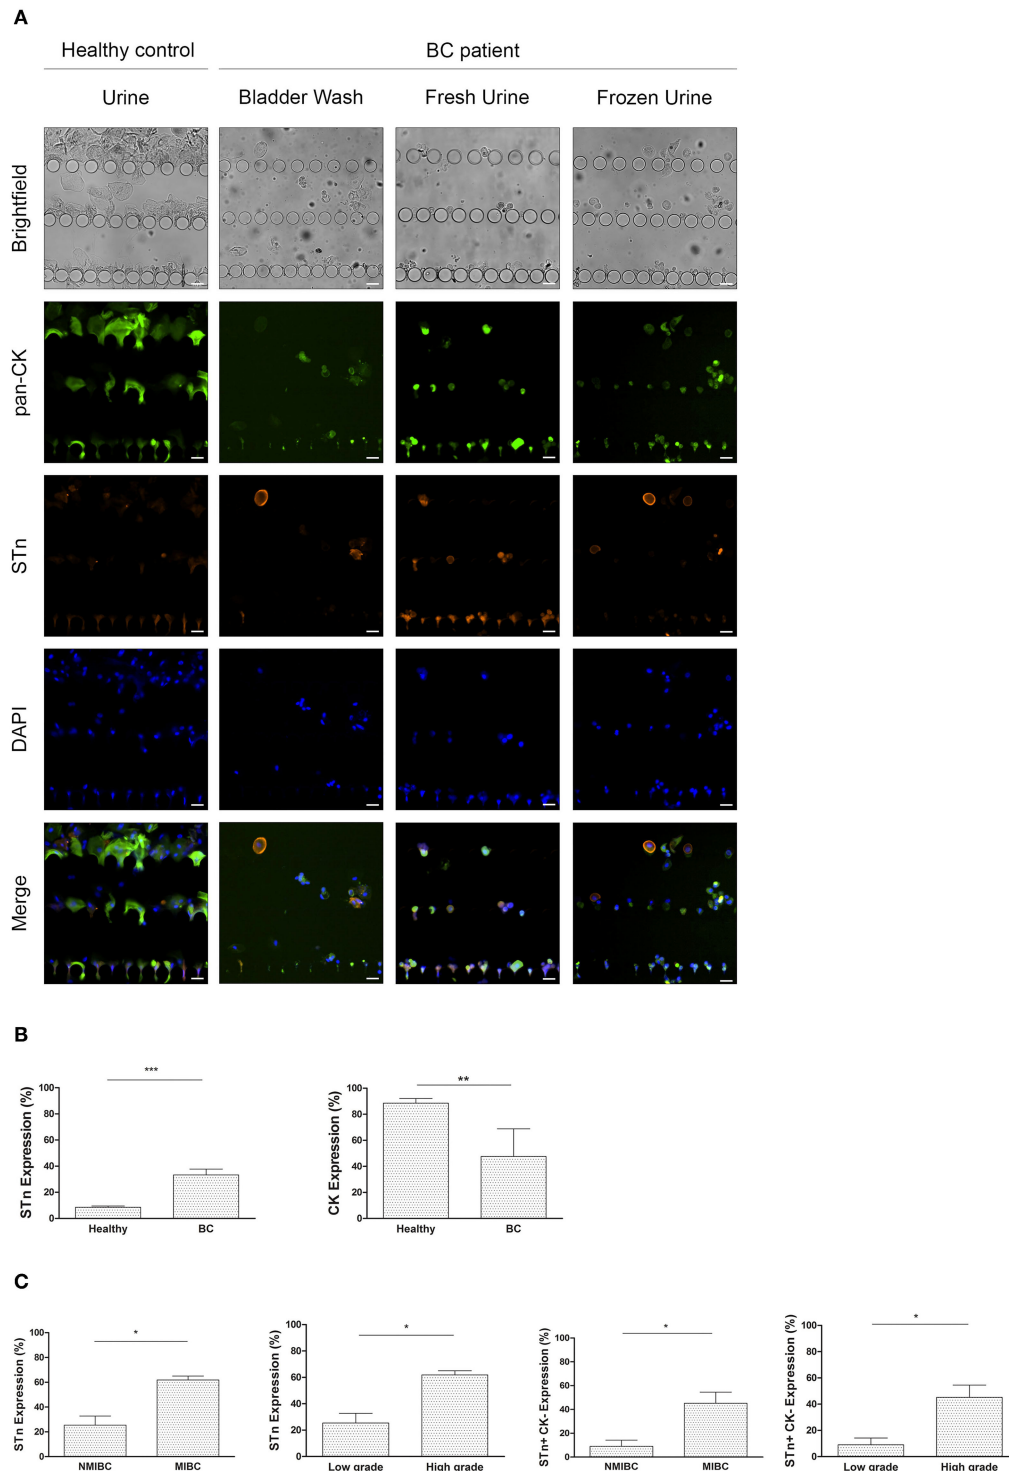 A
Healthy control
BC patient
Urine
Bladder Wash
Fresh Urine
Frozen Urine
Brightfield
pan-CK
STn
DAPI
Merge
B
***
STn Expression (%)
100
80
60
40
20
0
Healthy
BC
**
CK Expression (%)
100
80
60
40
20
0
Healthy
BC
C
*
STn Expression (%)
100
80
60
40
20
0
NMIBC
MIBC
*
STn Expression (%)
100
80
60
40
20
0
Low grade
High grade
*
STn+ CK- Expression (%)
100
80
60
40
20
0
NMIBC
MIBC
*
STn+ CK- Expression (%)
100
80
60
40
20
0
Low grade
High grade